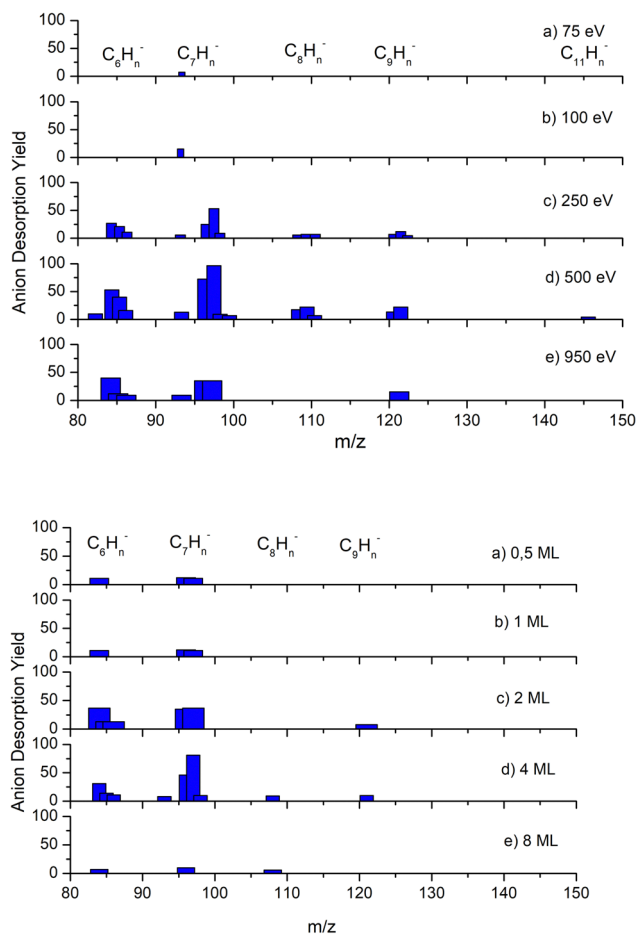 Anion Desorption Yield
100
50
0
a) 75 eV
C6Hn- C7Hn- C8Hn- C9Hn- C11Hn-
100
50
0
b) 100 eV
100
50
0
c) 250 eV
100
50
0
d) 500 eV
100
50
0
e) 950 eV
80 90 100 110 120 130 140 150
m/z
Anion Desorption Yield
100
50
0
C6Hn- C7Hn- C8Hn- C9Hn-
a) 0,5 ML
100
50
0
b) 1 ML
100
50
0
c) 2 ML
100
50
0
d) 4 ML
100
50
0
e) 8 ML
80 90 100 110 120 130 140 150
m/z